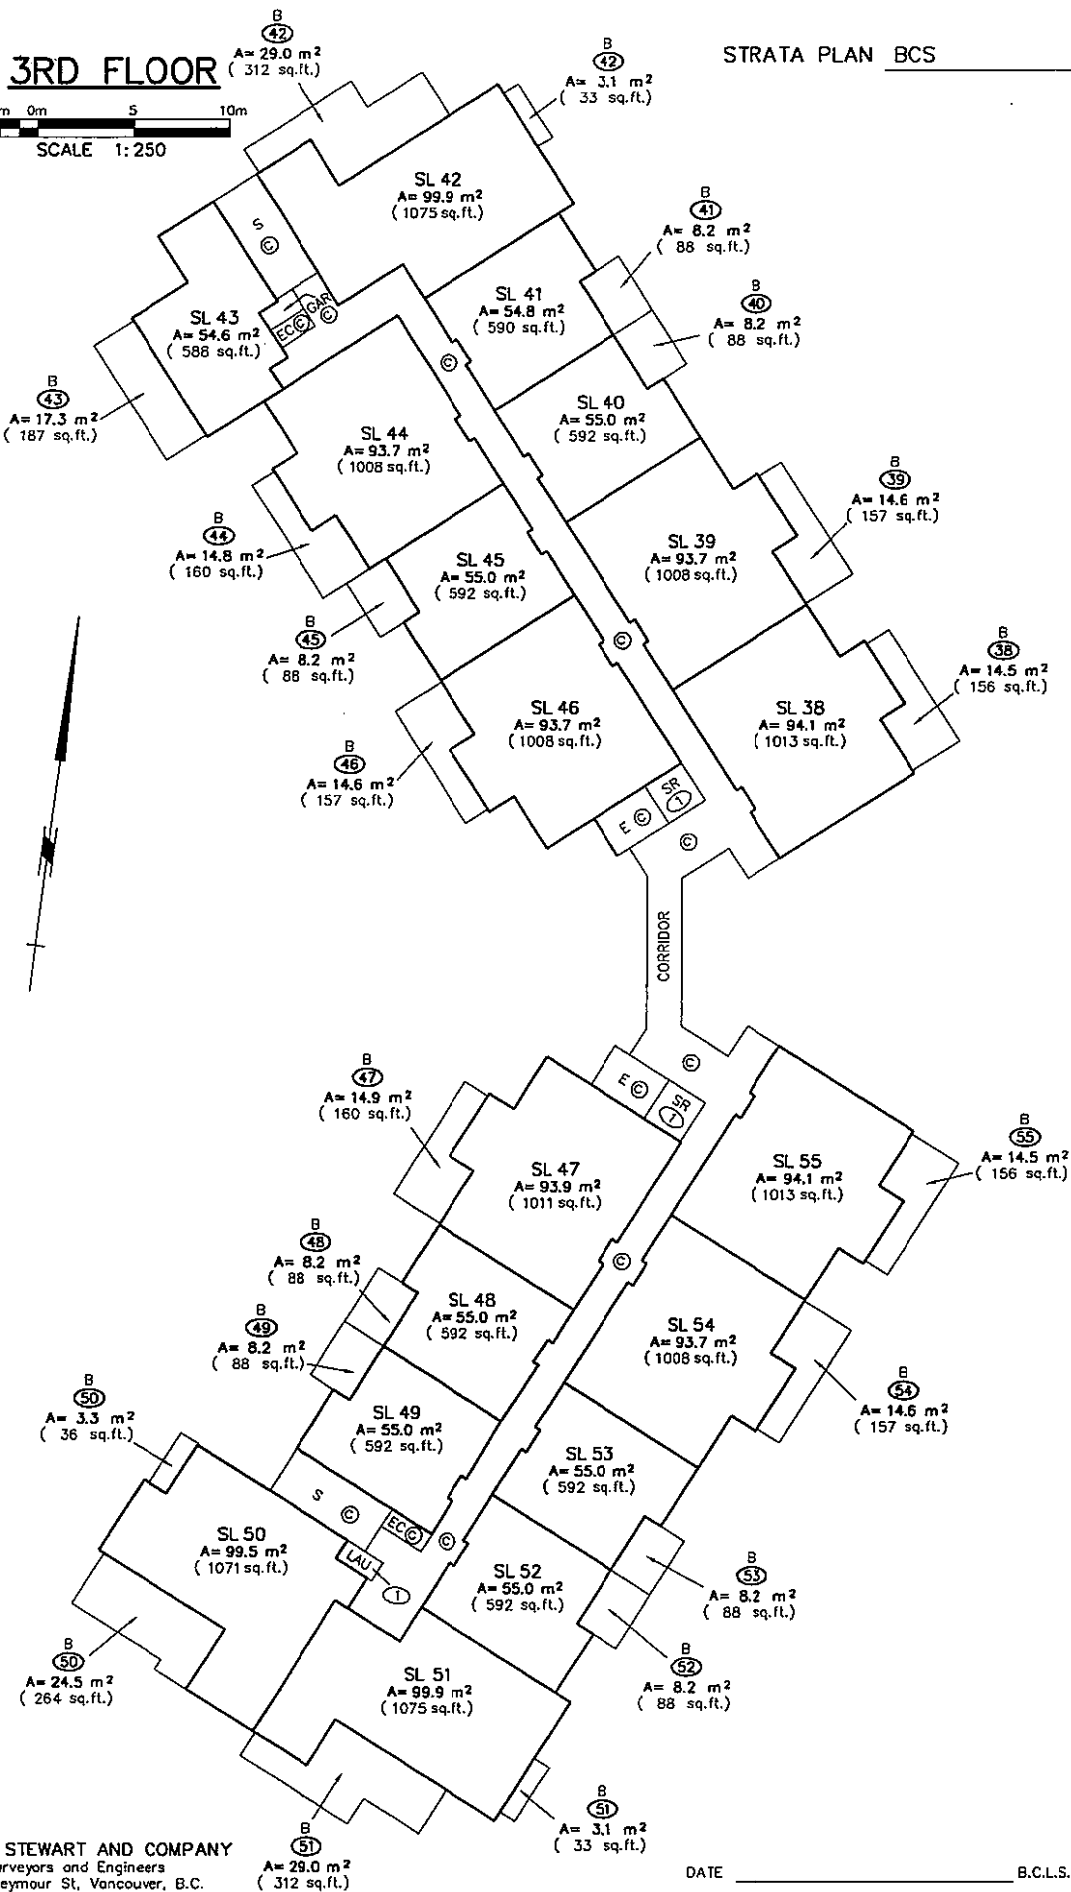 3RD FLOOR
m 0m 5 10m
SCALE 1:250
STRATA PLAN BCS
B
42
A= 29.0 m²
( 312 sq.ft.)
B
42
A= 3.1 m²
( 33 sq.ft.)
SL 42
A= 99.9 m²
(1075 sq.ft.)
B
41
A= 8.2 m²
( 88 sq.ft.)
S
C
SL 41
A= 54.8 m²
(590 sq.ft.)
B
40
A= 8.2 m²
( 88 sq.ft.)
SL 43
A= 54.6 m²
( 588 sq.ft.)
EC C
GAR
C
C
B
43
A= 17.3 m²
( 187 sq.ft.)
SL 40
A= 55.0 m²
( 592 sq.ft.)
SL 44
A= 93.7 m²
(1008 sq.ft.)
B
39
A= 14.6 m²
( 157 sq.ft.)
B
44
A= 14.8 m²
( 160 sq.ft.)
SL 39
A= 93.7 m²
(1008 sq.ft.)
SL 45
A= 55.0 m²
( 592 sq.ft.)
B
45
A= 8.2 m²
( 88 sq.ft.)
C
B
38
A= 14.5 m²
( 156 sq.ft.)
SL 46
A= 93.7 m²
(1008 sq.ft.)
SL 38
A= 94.1 m²
(1013 sq.ft.)
B
46
A= 14.6 m²
( 157 sq.ft.)
E C
SR
1
C
CORRIDOR
C
E C
SR
1
B
47
A= 14.9 m²
( 160 sq.ft.)
SL 47
A= 93.9 m²
(1011 sq.ft.)
SL 55
A= 94.1 m²
(1013 sq.ft.)
B
55
A= 14.5 m²
( 156 sq.ft.)
B
48
A= 8.2 m²
( 88 sq.ft.)
C
SL 48
A= 55.0 m²
( 592 sq.ft.)
B
49
A= 8.2 m²
( 88 sq.ft.)
SL 54
A= 93.7 m²
(1008 sq.ft.)
B
54
A= 14.6 m²
( 157 sq.ft.)
B
50
A= 3.3 m²
( 36 sq.ft.)
SL 49
A= 55.0 m²
( 592 sq.ft.)
SL 53
A= 55.0 m²
( 592 sq.ft.)
S C
EC C
C
SL 50
A= 99.5 m²
(1071 sq.ft.)
LAU
1
SL 52
A= 55.0 m²
( 592 sq.ft.)
B
53
A= 8.2 m²
( 88 sq.ft.)
B
50
A= 24.5 m²
( 264 sq.ft.)
B
52
A= 8.2 m²
( 88 sq.ft.)
SL 51
A= 99.9 m²
(1075 sq.ft.)
B
51
A= 3.1 m²
( 33 sq.ft.)
B
51
A= 29.0 m²
( 312 sq.ft.)
STEWART AND COMPANY
rveyors and Engineers
eymour St, Vancouver, B.C.
DATE
B.C.L.S.